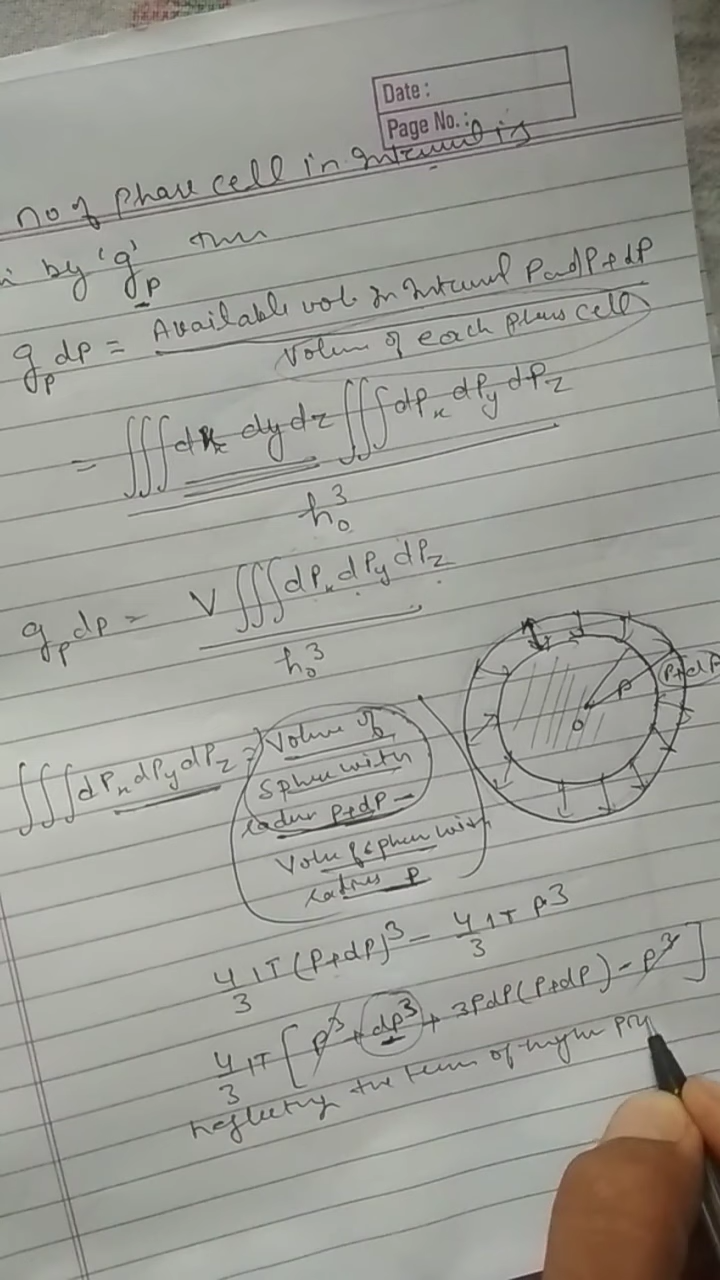 Date :
Page No. :
no of phase cell in interval is
by 'g'p then
g_p dp = Available vol in interval P and P+dP
Volume of each phase cell
= ∭dx dy dz ∭dp_x dp_y dp_z
h_0^3
g_p dp = V ∭dp_x dp_y dp_z
h_0^3
P+dP
P
O
∭dp_x dp_y dp_z = Volume of
sphere with
radius P+dP -
Volume of sphere with
radius P
4/3 π (P+dP)^3 - 4/3 π P^3
4/3 π [ P^3 + dp^3 + 3PdP(P+dP) - P^3 ]
neglecting the term of higher